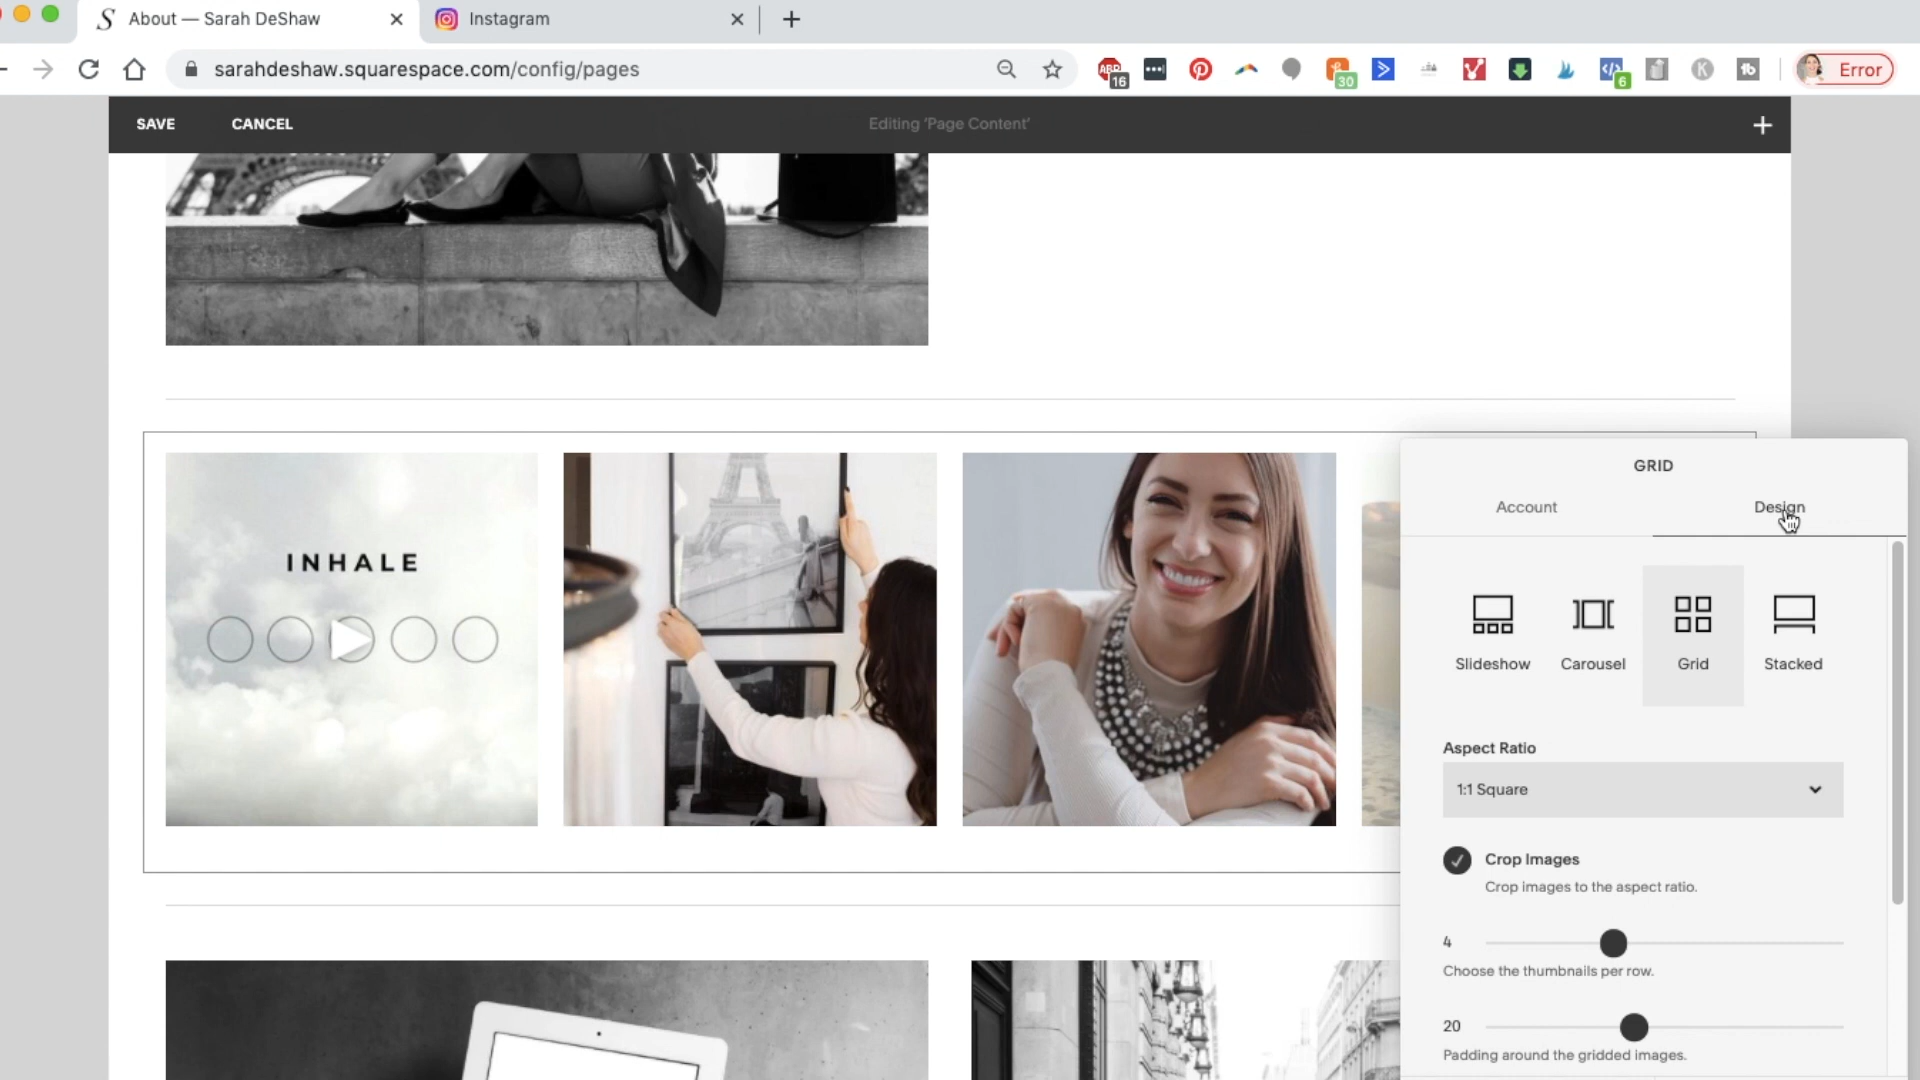 About — Sarah DeShaw
Instagram
sarahdeshaw.squarespace.com/config/pages
ABP
16
30
6
K
Error
SAVE
CANCEL
Editing 'Page Content'
GRID
Account
Design
INHALE
Slideshow
Carousel
Grid
Stacked
Aspect Ratio
1:1 Square
Crop Images
Crop images to the aspect ratio.
4
Choose the thumbnails per row.
20
Padding around the gridded images.